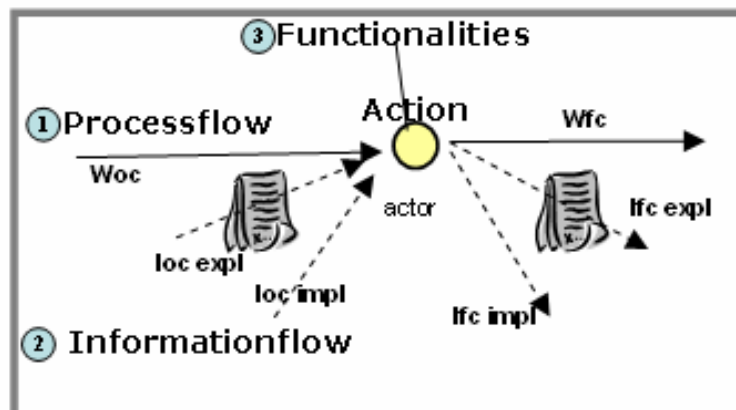 3 Functionalities
Action
1 Processflow
Wfc
Woc
Ifc expl
actor
Ioc expl
Ioc impl
Ifc impl
2 Informationflow